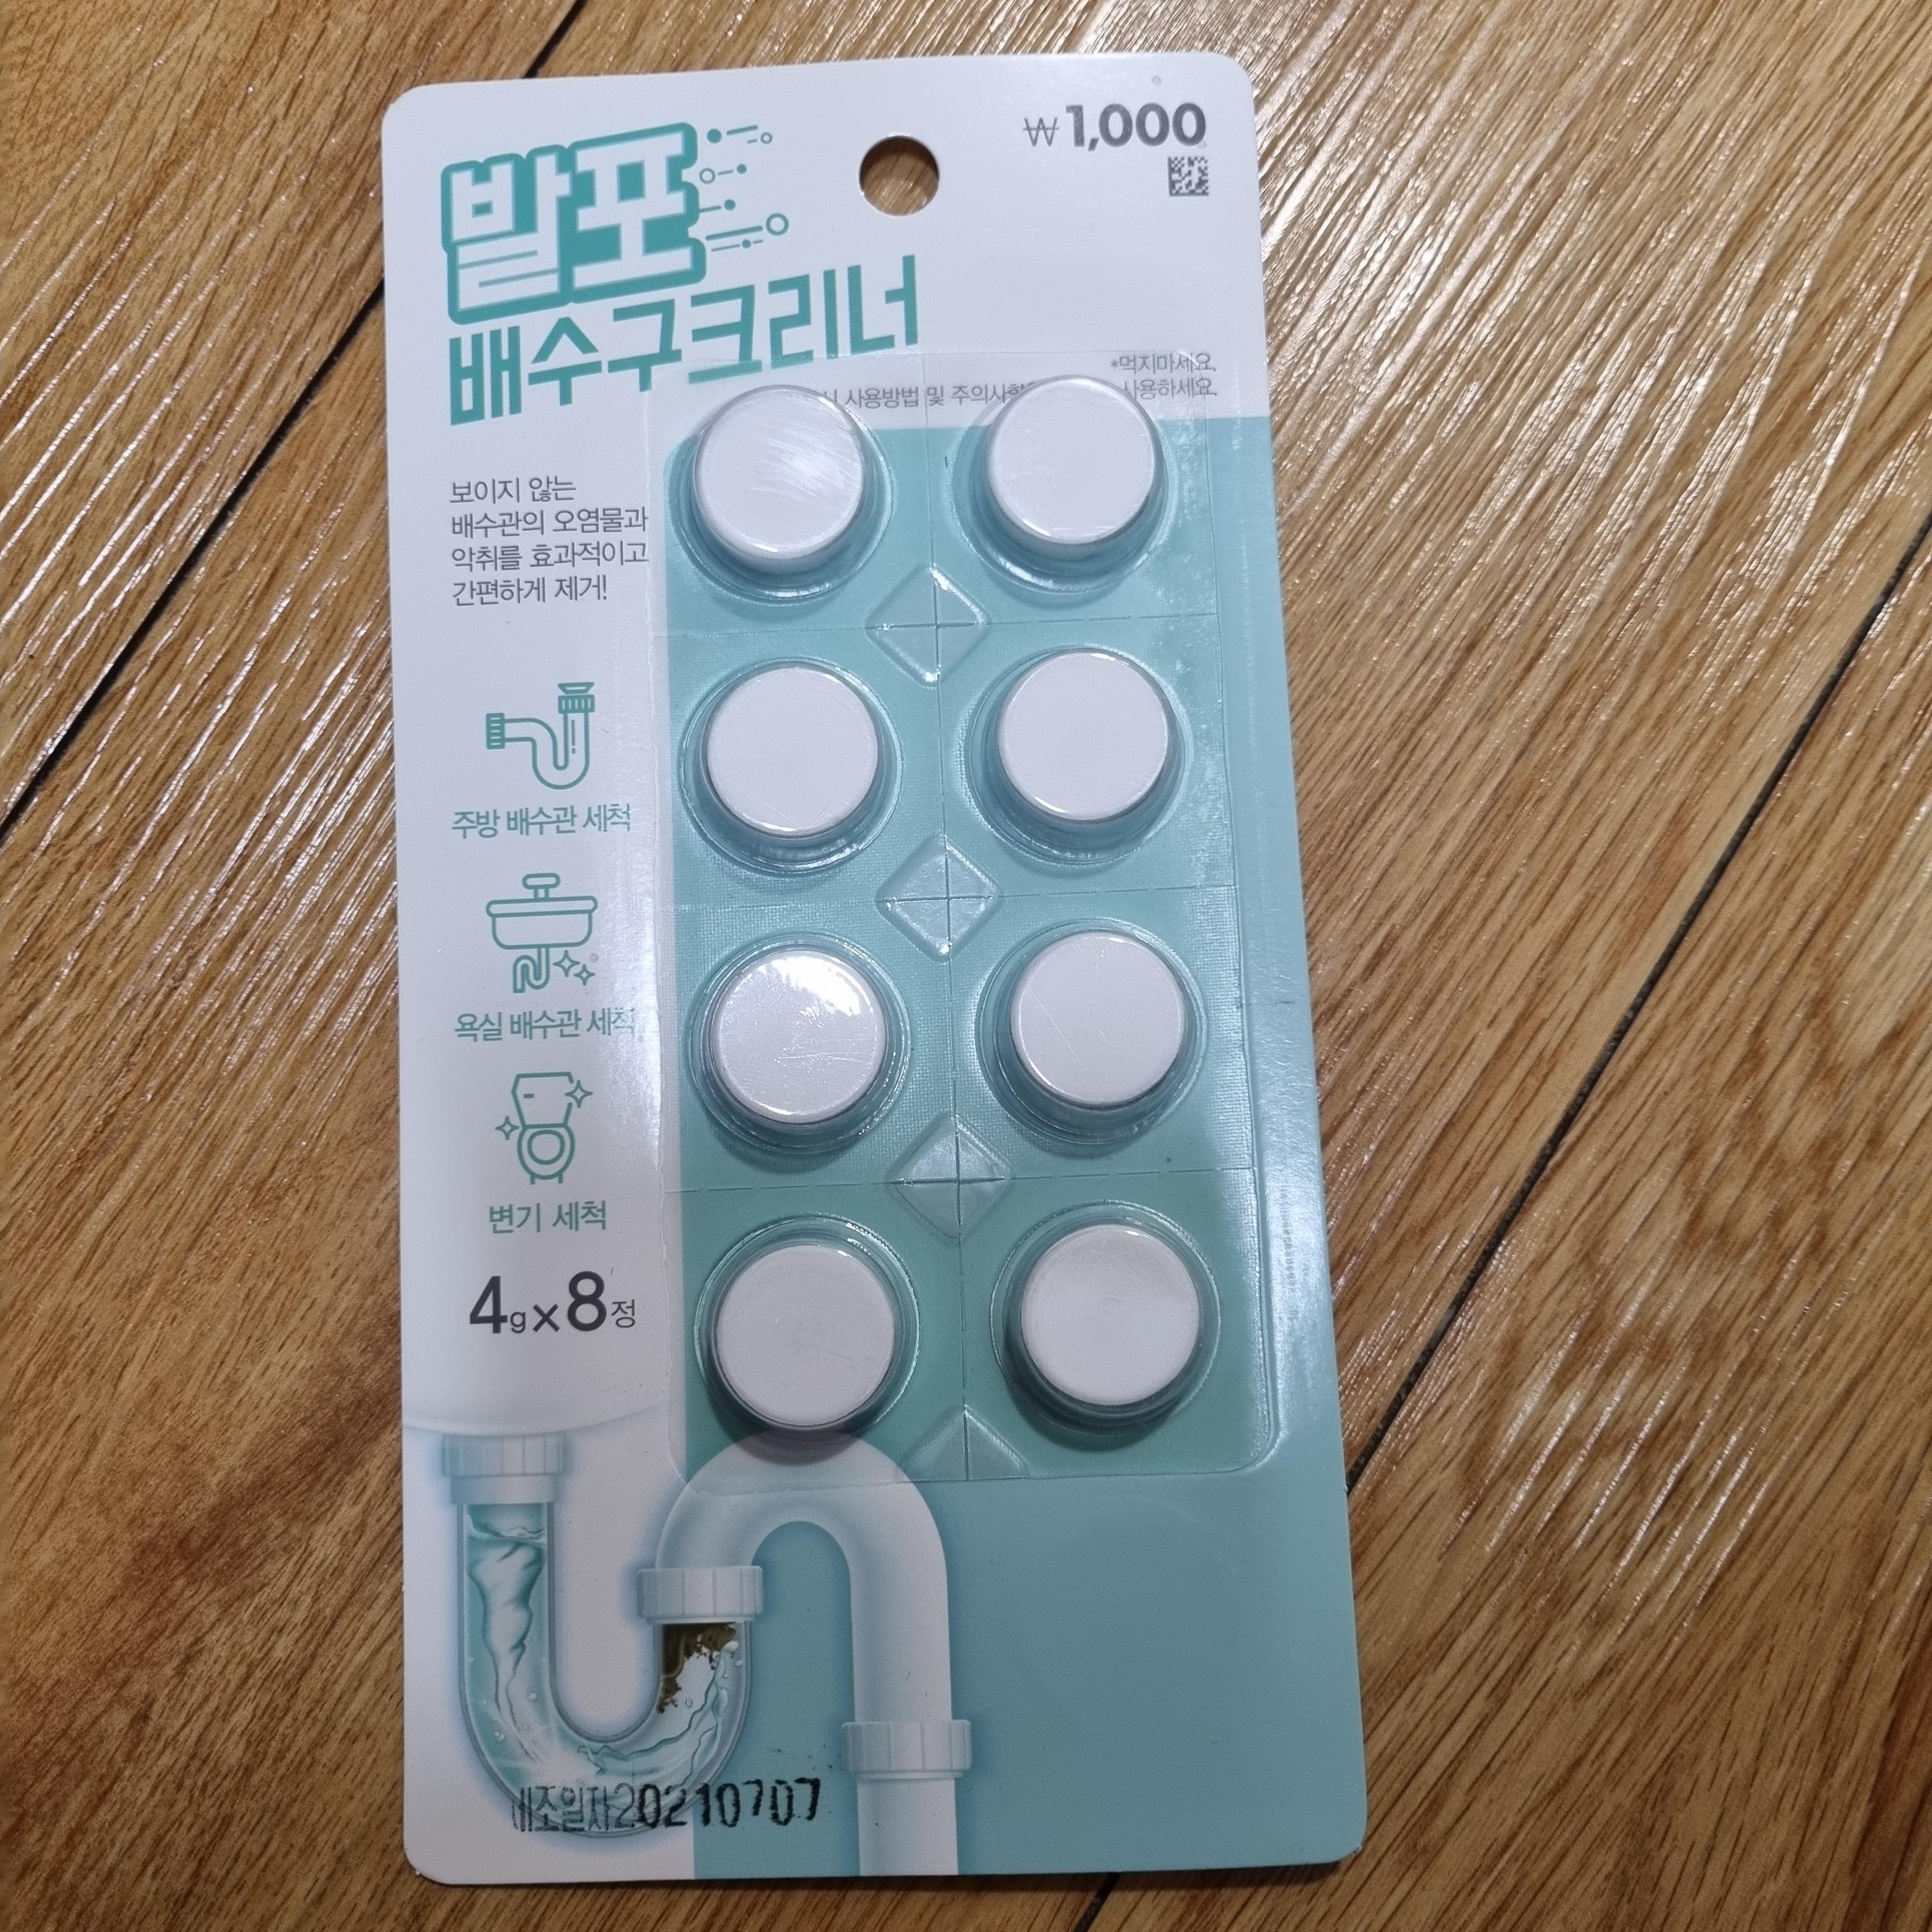 발포
배수구크리너
₩1,000
*먹지마세요.
사용방법 및 사용하세요.
보이지 않는
배수관의 오염물과
악취를 효과적이고
간편하게 제거!
주방 배수관 세척
욕실 배수관 세척
변기 세척
4g×8정
제조일자20210707